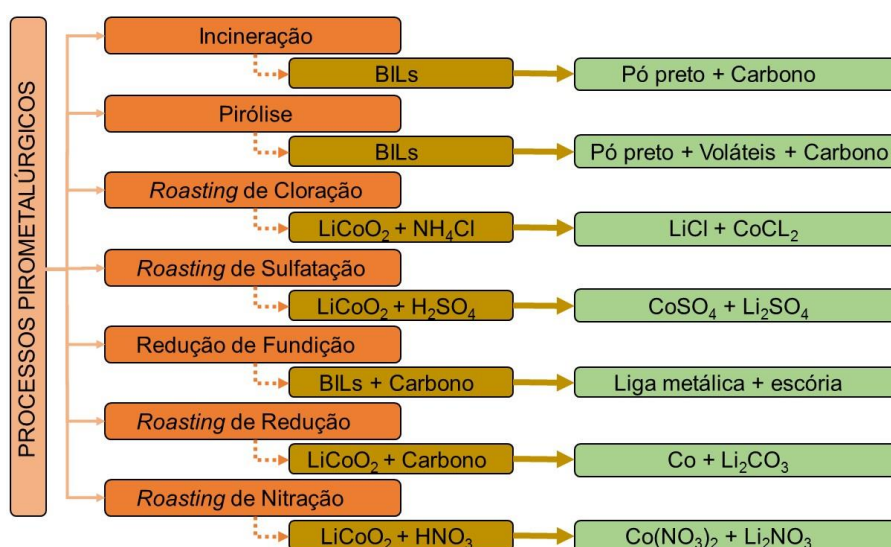 PROCESSOS PIROMETALÚRGICOS
Incineração
BILs
Pó preto + Carbono
Pirólise
BILs
Pó preto + Voláteis + Carbono
Roasting de Cloração
LiCoO₂ + NH₄Cl
LiCl + CoCL₂
Roasting de Sulfatação
LiCoO₂ + H₂SO₄
CoSO₄ + Li₂SO₄
Redução de Fundição
BILs + Carbono
Liga metálica + escória
Roasting de Redução
LiCoO₂ + Carbono
Co + Li₂CO₃
Roasting de Nitração
LiCoO₂ + HNO₃
Co(NO₃)₂ + Li₂NO₃